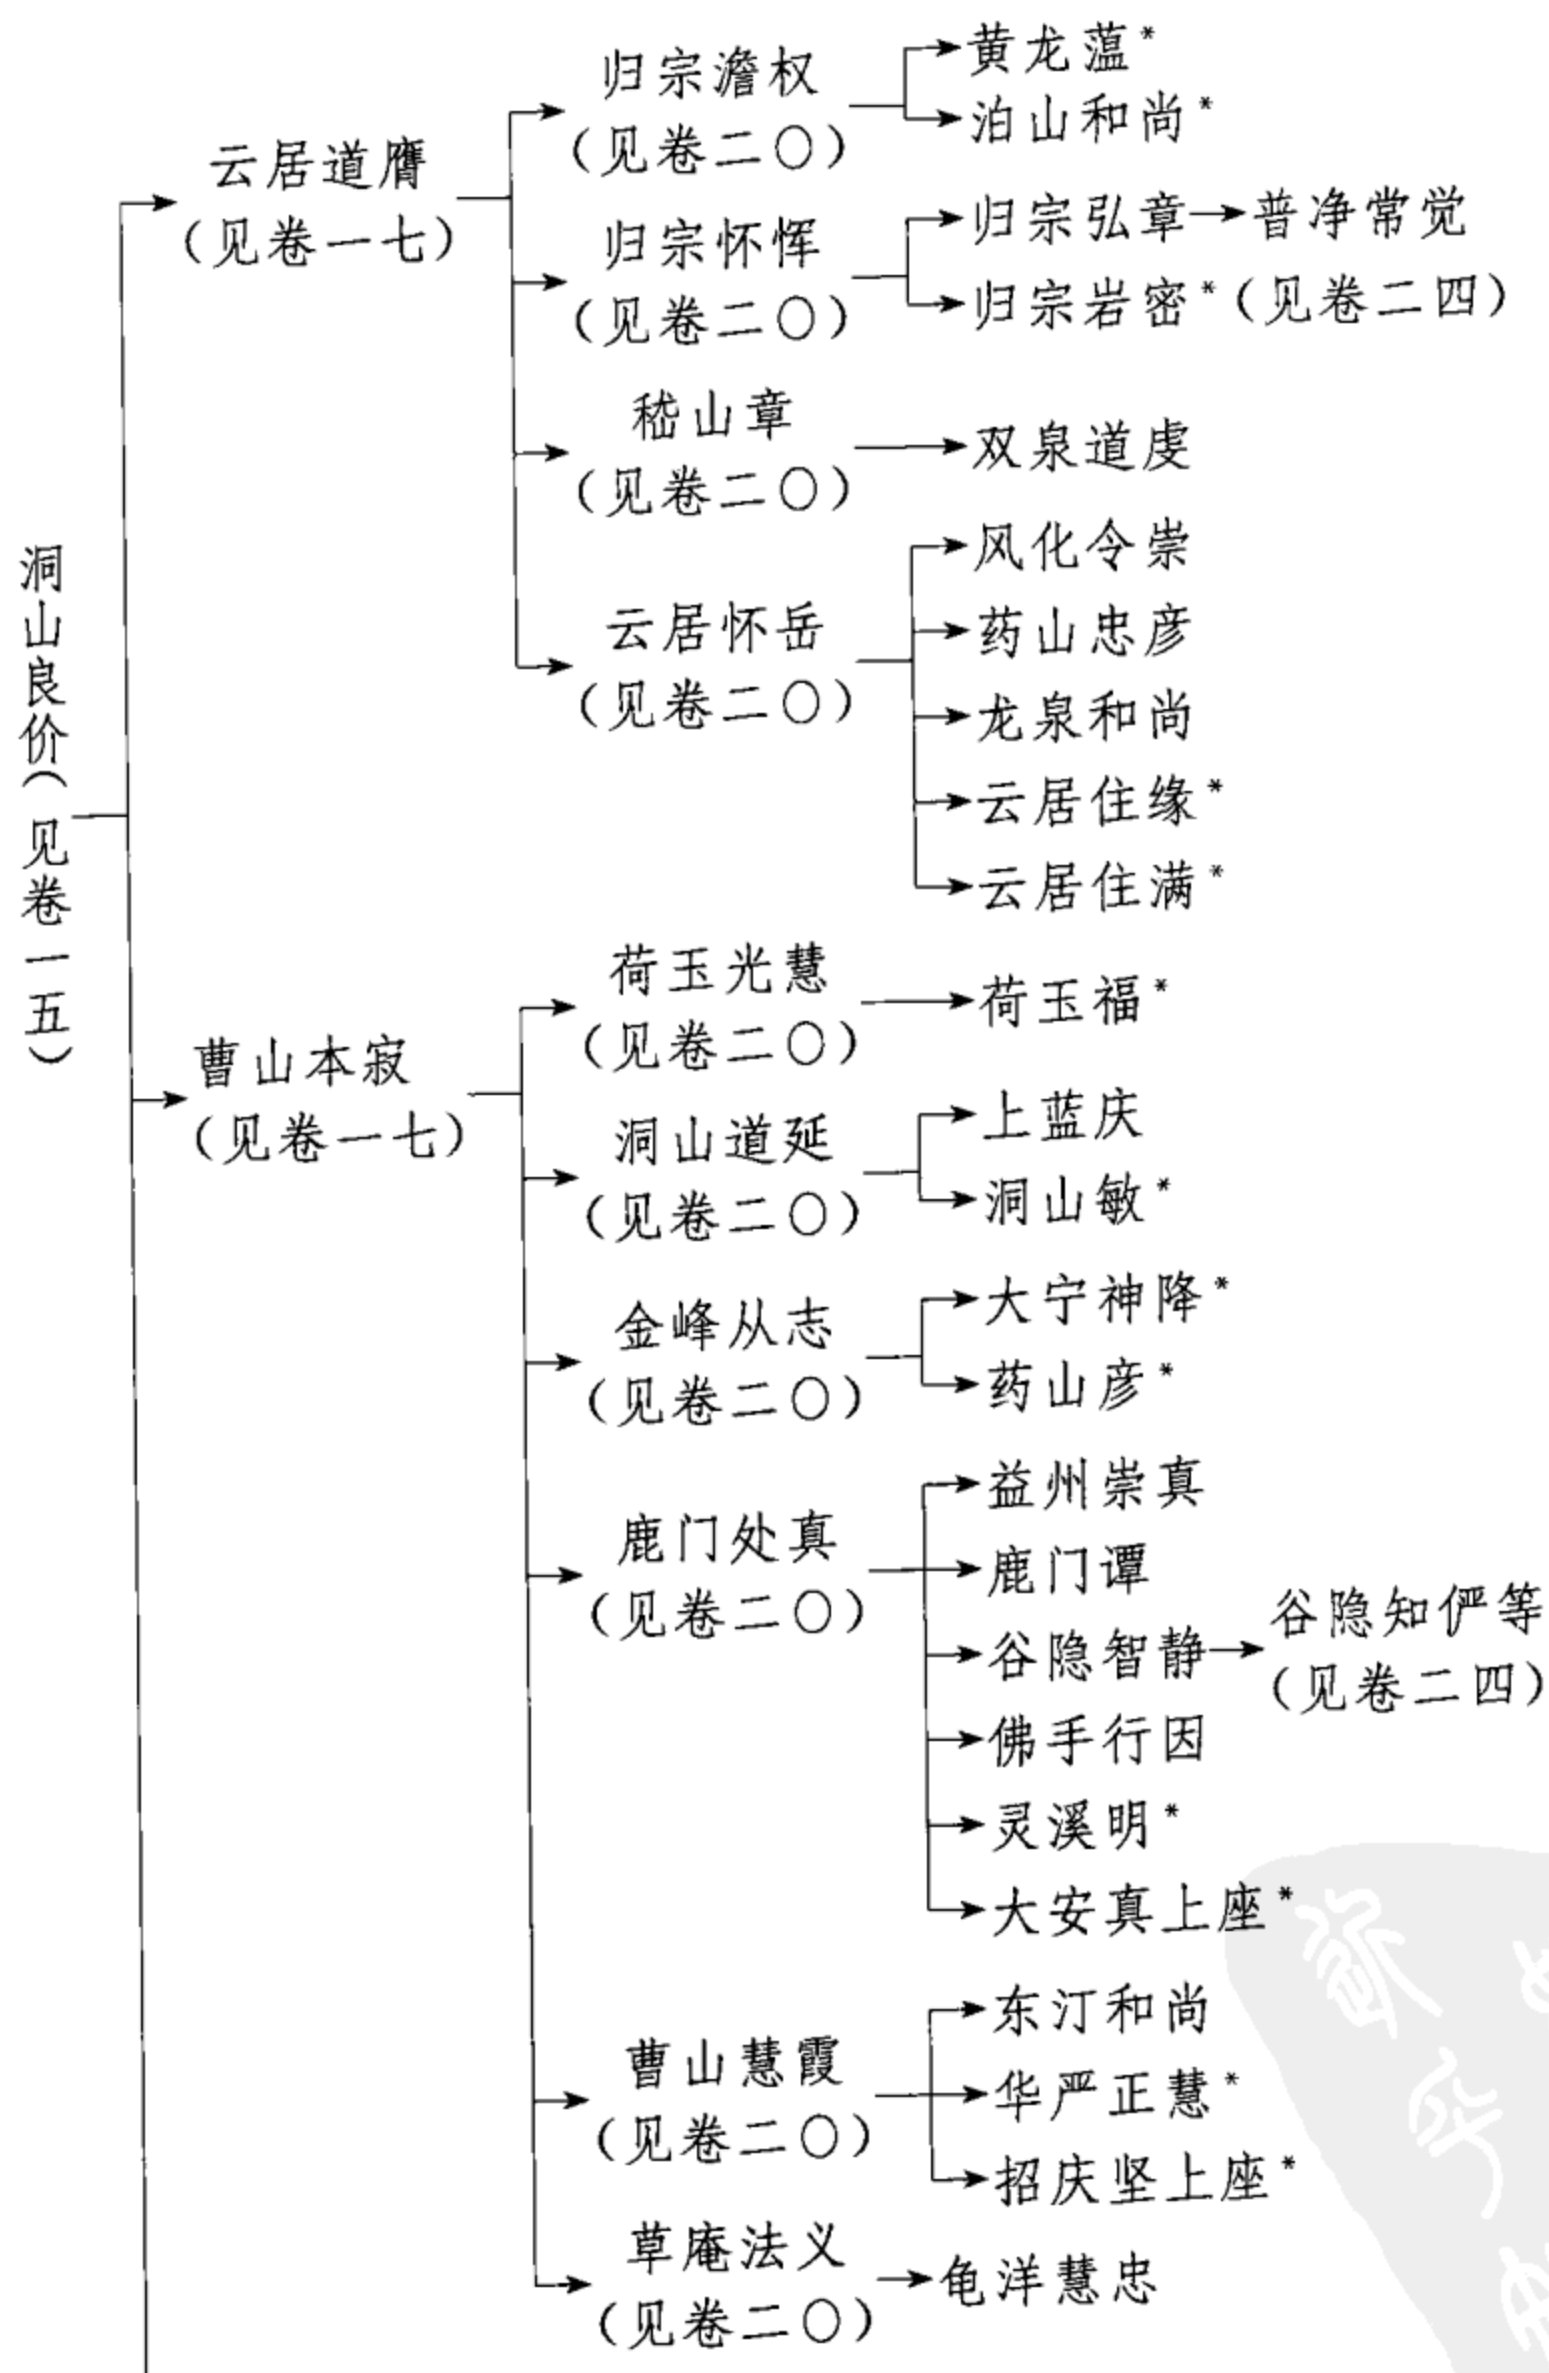 洞山良价（见卷一五）
云居道膺
（见卷一七）
归宗澹权
（见卷二〇）
黄龙蕰*
泊山和尚*
归宗怀恽
（见卷二〇）
归宗弘章
普净常觉
归宗岩密*（见卷二四）
嵇山章
（见卷二〇）
双泉道虔
云居怀岳
（见卷二〇）
风化令崇
药山忠彦
龙泉和尚
云居住缘*
云居住满*
曹山本寂
（见卷一七）
荷玉光慧
（见卷二〇）
荷玉福*
洞山道延
（见卷二〇）
上蓝庆
洞山敏*
金峰从志
（见卷二〇）
大宁神降*
药山彦*
鹿门处真
（见卷二〇）
益州崇真
鹿门谭
谷隐智静
谷隐知俨等
（见卷二四）
佛手行因
灵溪明*
大安真上座*
曹山慧霞
（见卷二〇）
东汀和尚
华严正慧*
招庆坚上座*
草庵法义
（见卷二〇）
龟洋慧忠